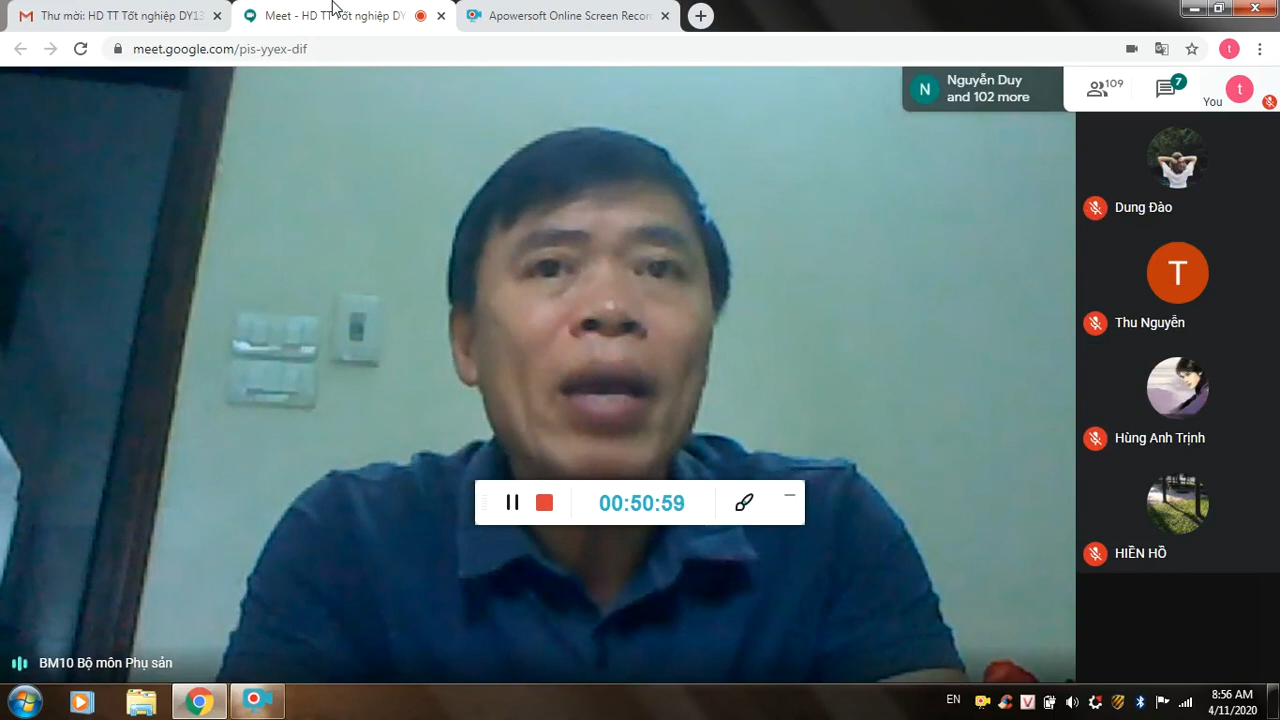 Thư mời: HD TT Tốt nghiệp DY13
Meet - HD TT Tốt nghiệp DY
Apowersoft Online Screen Recor
meet.google.com/pis-yyex-dif
t
N
Nguyễn Duy
and 102 more
109
7
You
t
Dung Đào
T
Thu Nguyễn
Hùng Anh Trịnh
HIỀN HỒ
00:50:59
BM10 Bộ môn Phụ sản
EN
8:56 AM
4/11/2020